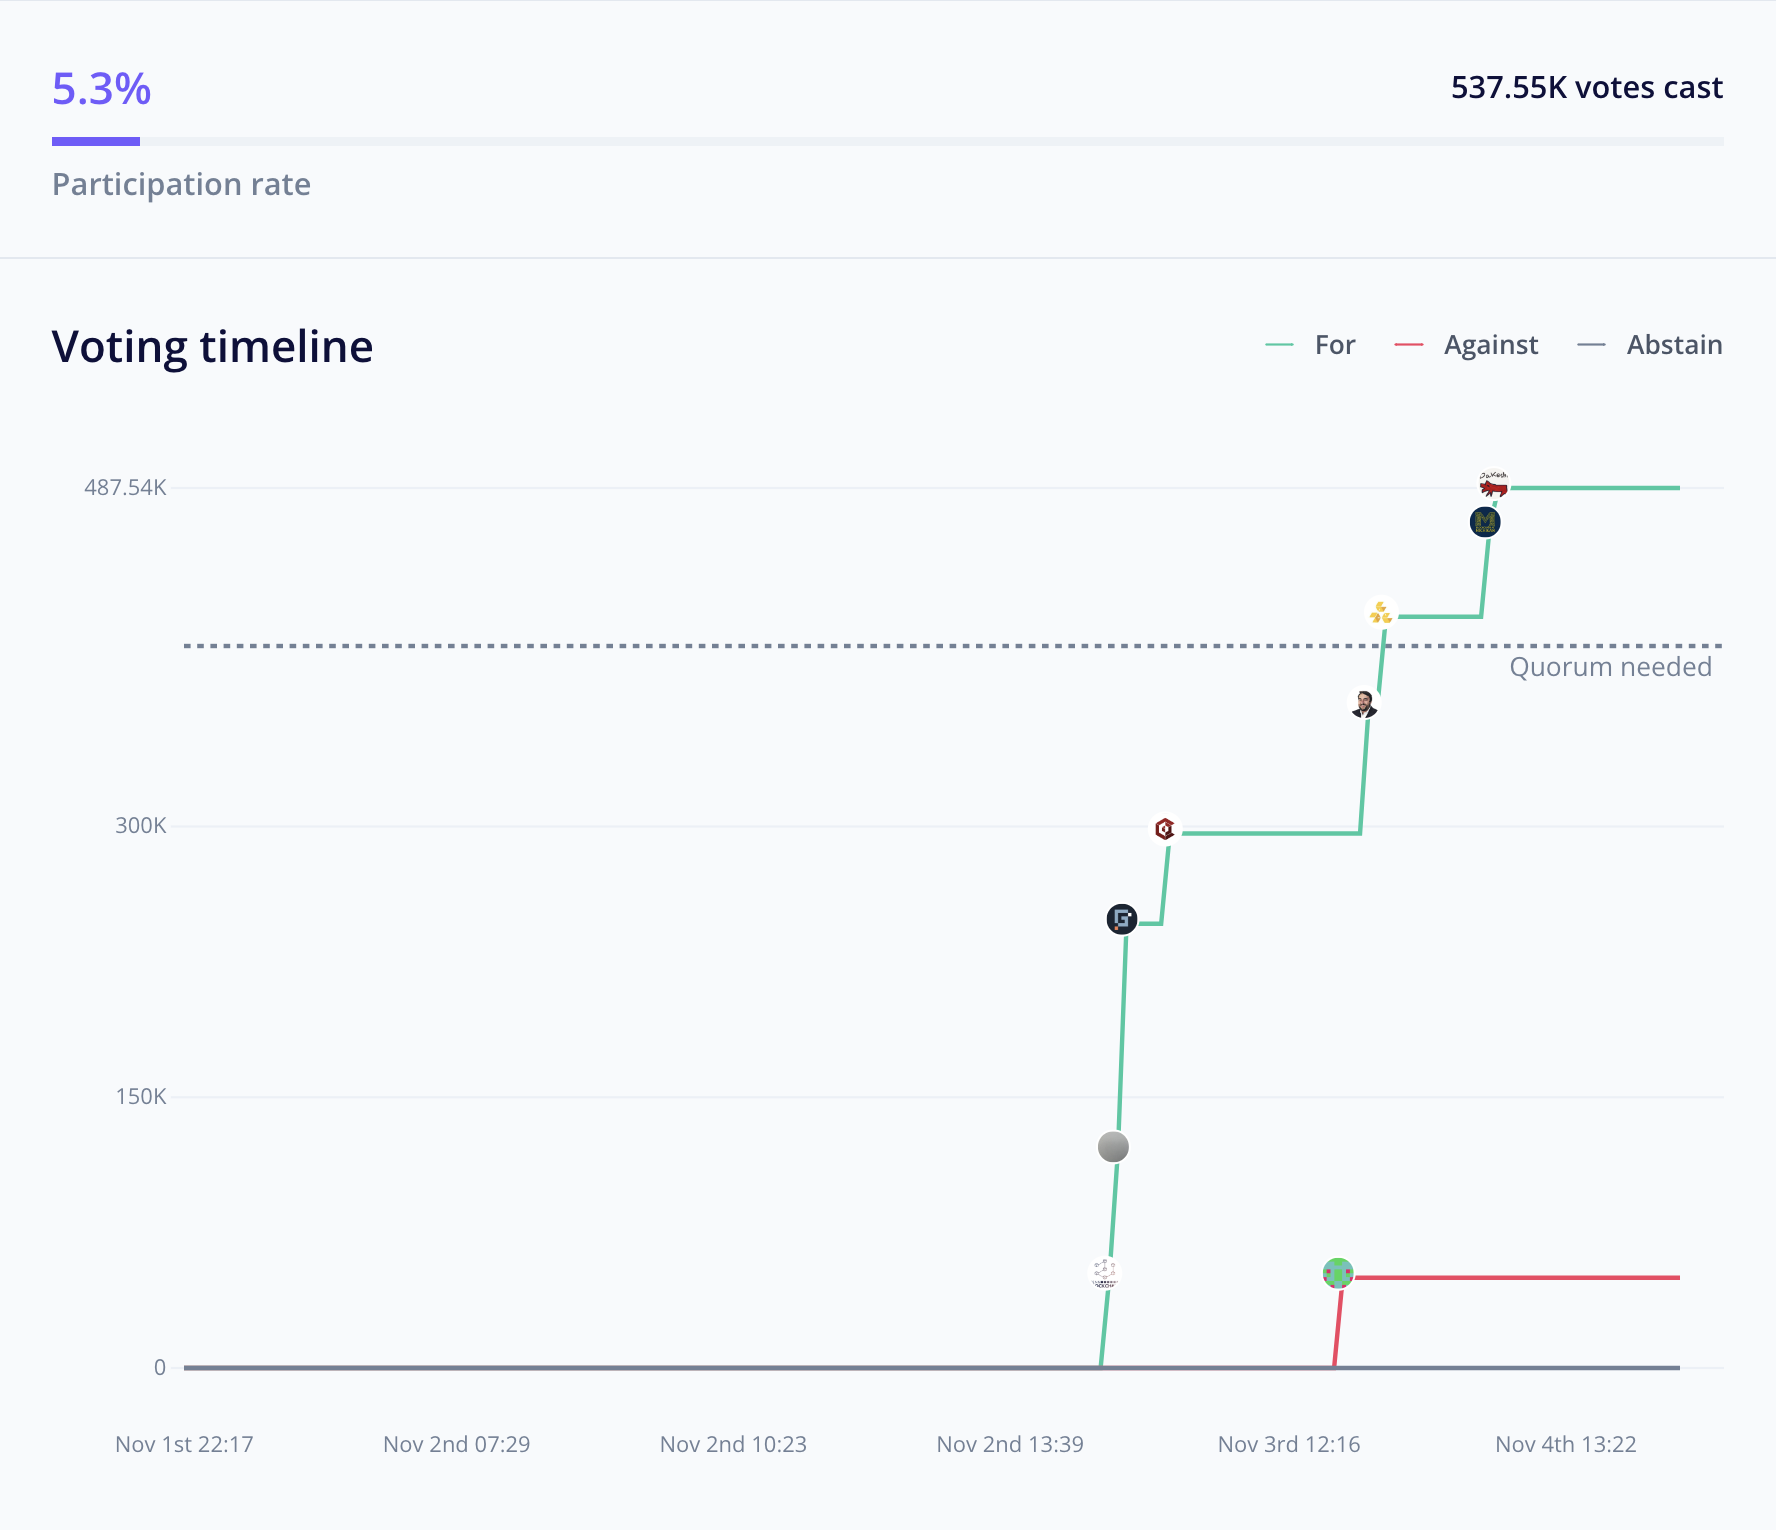 5.3%
537.55K votes cast
Participation rate
Voting timeline
For
Against
Abstain
487.54K
Quorum needed
300K
150K
0
Nov 1st 22:17
Nov 2nd 07:29
Nov 2nd 10:23
Nov 2nd 13:39
Nov 3rd 12:16
Nov 4th 13:22